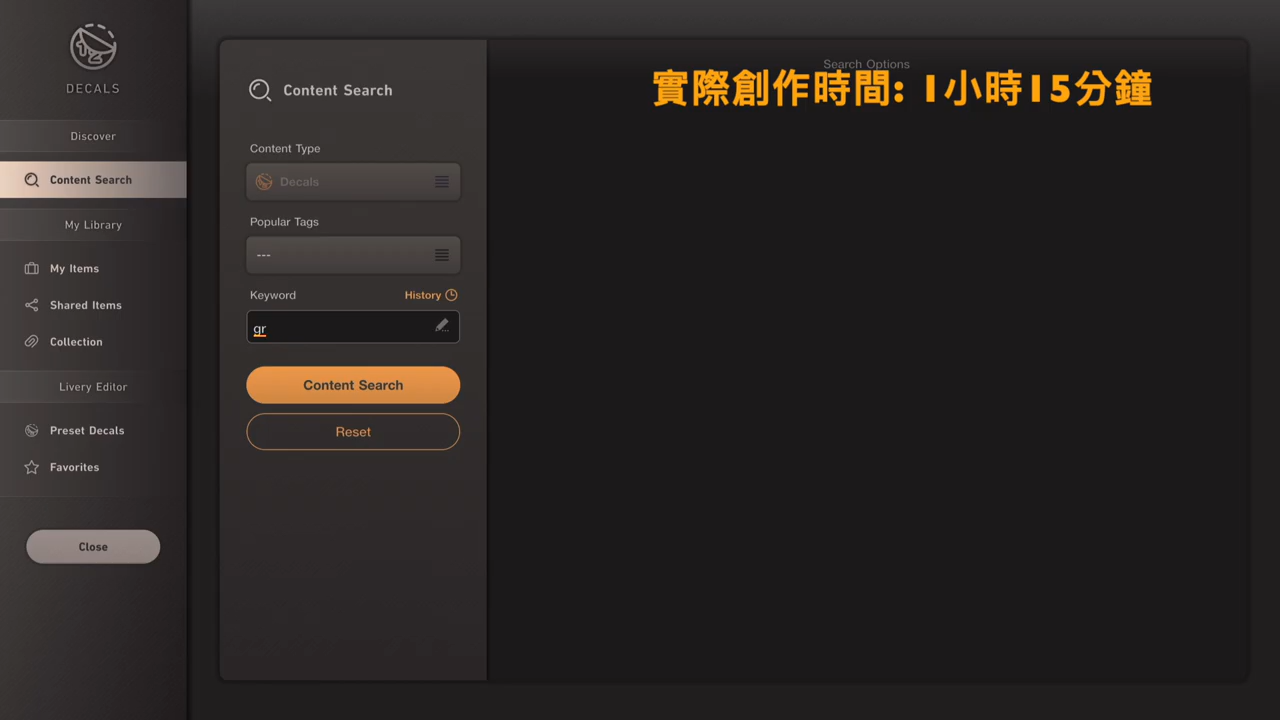 DECALS
Discover
Content Search
My Library
My Items
Shared Items
Collection
Livery Editor
Preset Decals
Favorites
Close
Content Search
Content Type
Decals
Popular Tags
---
Keyword
History
gr
Content Search
Reset
Search Options
實際創作時間: 1小時15分鐘